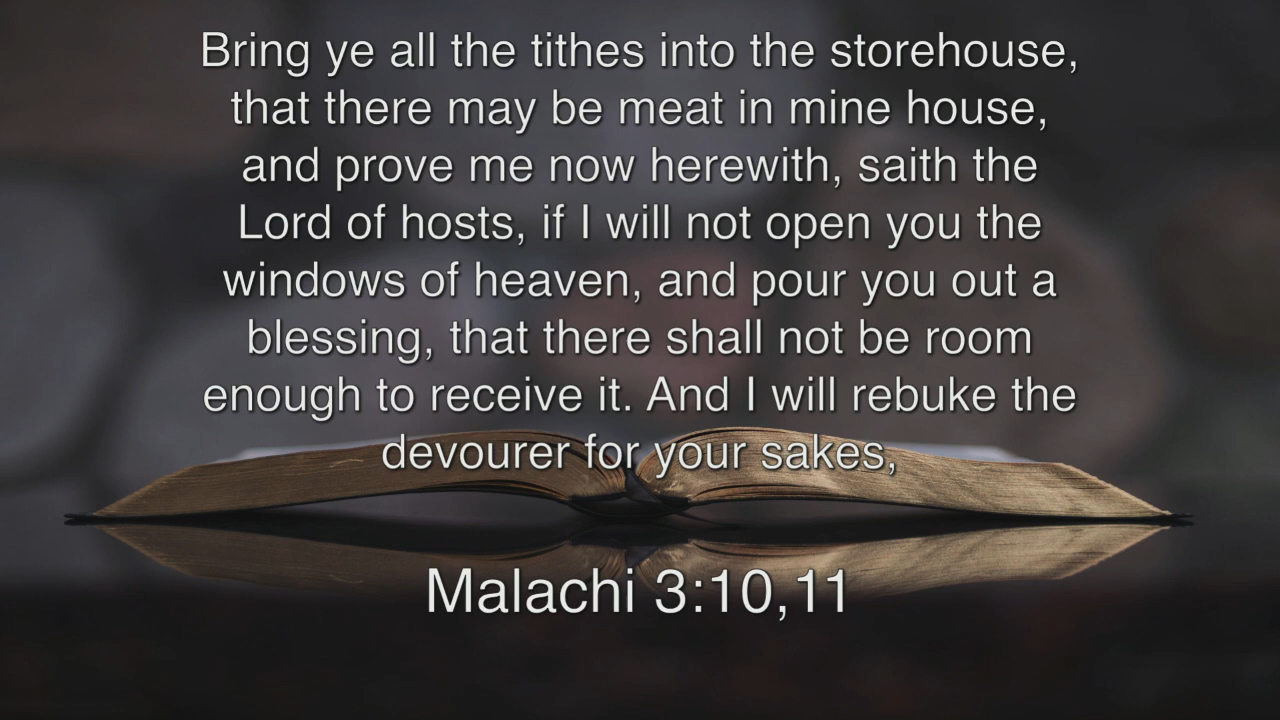 Bring ye all the tithes into the storehouse,
that there may be meat in mine house,
and prove me now herewith, saith the
Lord of hosts, if I will not open you the
windows of heaven, and pour you out a
blessing, that there shall not be room
enough to receive it. And I will rebuke the
devourer for your sakes,
Malachi 3:10,11